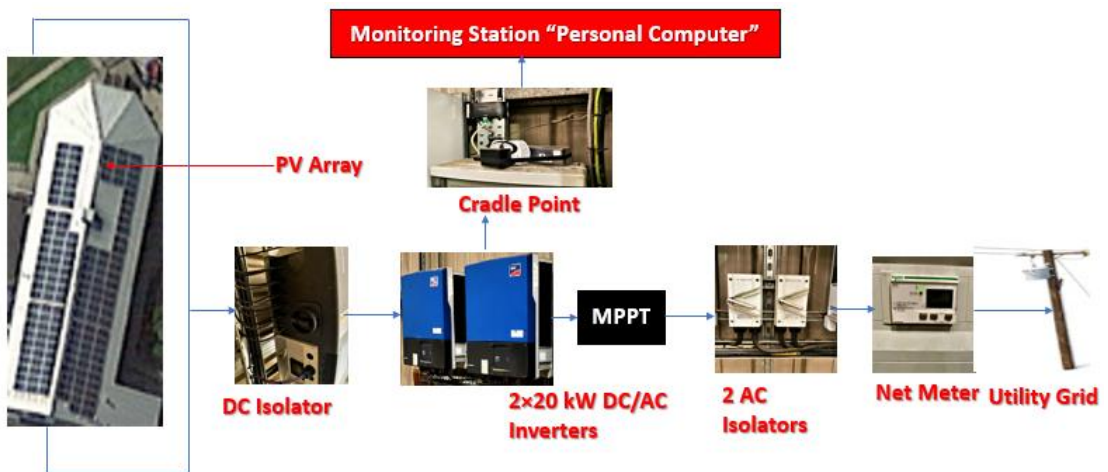 Monitoring Station “Personal Computer”
PV Array
Cradle Point
MPPT
DC Isolator
2×20 kW DC/AC
Inverters
2 AC
Isolators
Net Meter
Utility Grid